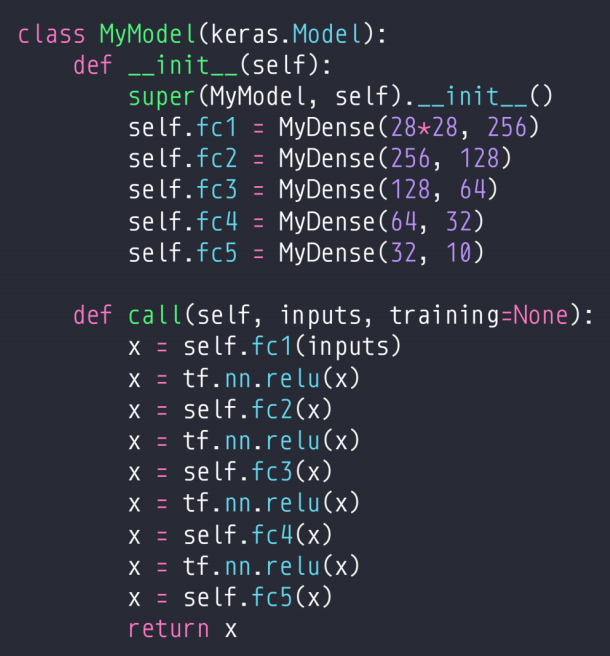 class MyModel(keras.Model):
    def __init__(self):
        super(MyModel, self).__init__()
        self.fc1 = MyDense(28*28, 256)
        self.fc2 = MyDense(256, 128)
        self.fc3 = MyDense(128, 64)
        self.fc4 = MyDense(64, 32)
        self.fc5 = MyDense(32, 10)

    def call(self, inputs, training=None):
        x = self.fc1(inputs)
        x = tf.nn.relu(x)
        x = self.fc2(x)
        x = tf.nn.relu(x)
        x = self.fc3(x)
        x = tf.nn.relu(x)
        x = self.fc4(x)
        x = tf.nn.relu(x)
        x = self.fc5(x)
        return x